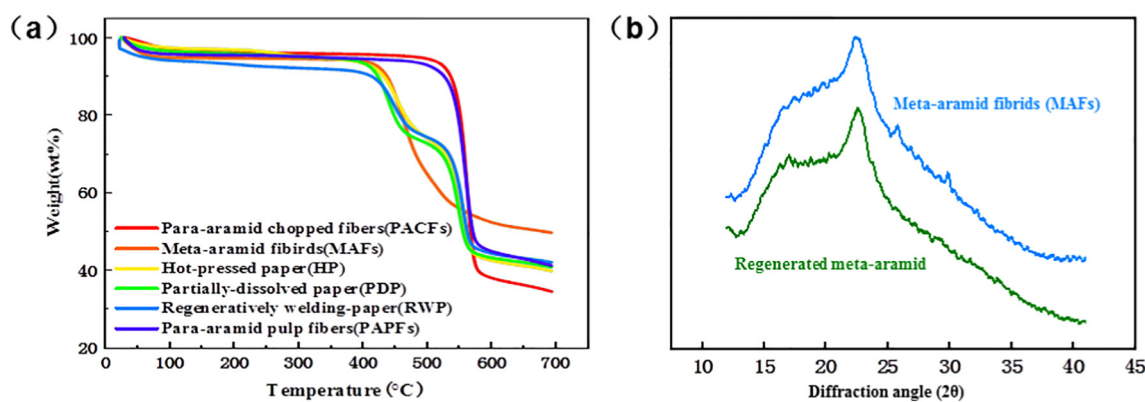 (a)
100
80
60
40
20
Weight(wt%)
Para-aramid chopped fibers(PACFs)
Meta-aramid fibirds(MAFs)
Hot-pressed paper(HP)
Partially-dissolved paper(PDP)
Regeneratively welding-paper(RWP)
Para-aramid pulp fibers(PAPFs)
0 100 200 300 400 500 600 700
Temperature (°C)
(b)
Meta-aramid fibrids (MAFs)
Regenerated meta-aramid
10 15 20 25 30 35 40 45
Diffraction angle (2θ)